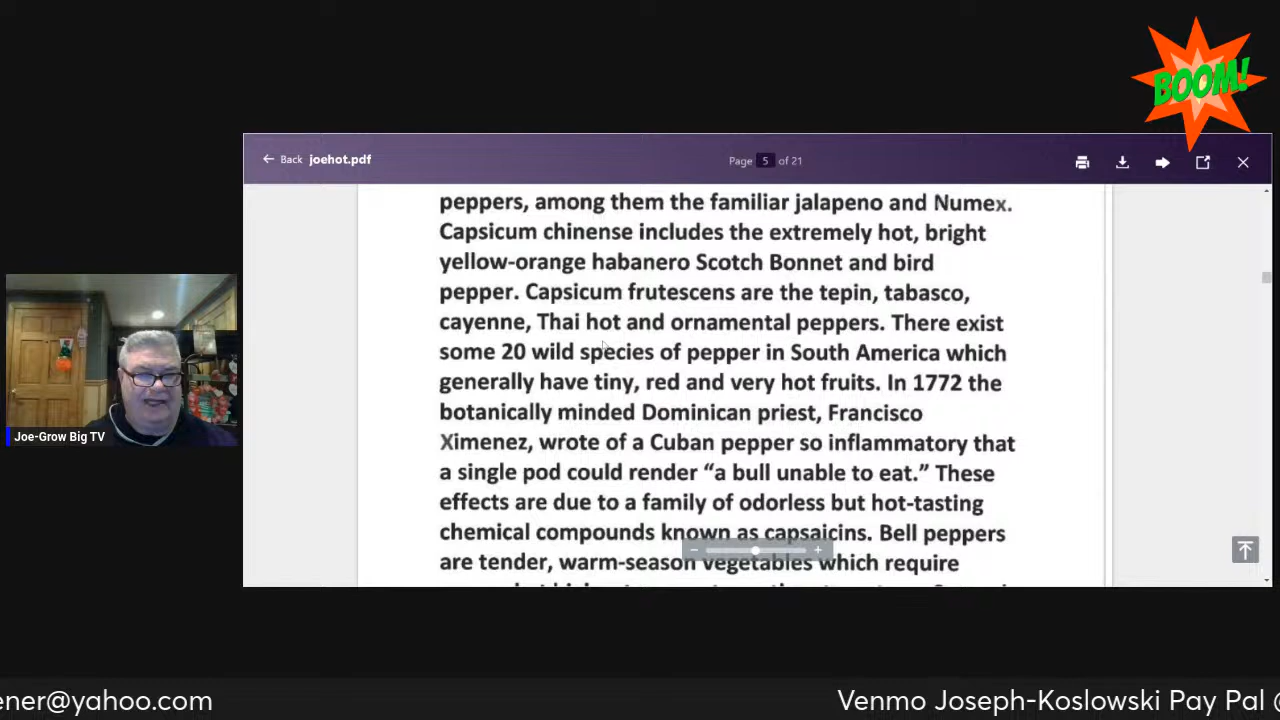 BOOM!
Back joehot.pdf Page 5 of 21
peppers, among them the familiar jalapeno and Numex.
Capsicum chinense includes the extremely hot, bright
yellow-orange habanero Scotch Bonnet and bird
pepper. Capsicum frutescens are the tepin, tabasco,
cayenne, Thai hot and ornamental peppers. There exist
some 20 wild species of pepper in South America which
generally have tiny, red and very hot fruits. In 1772 the
botanically minded Dominican priest, Francisco
Ximenez, wrote of a Cuban pepper so inflammatory that
a single pod could render “a bull unable to eat.” These
effects are due to a family of odorless but hot-tasting
chemical compounds known as capsaicins. Bell peppers
are tender, warm-season vegetables which require
Joe-Grow Big TV
ener@yahoo.com Venmo Joseph-Koslowski Pay Pal @